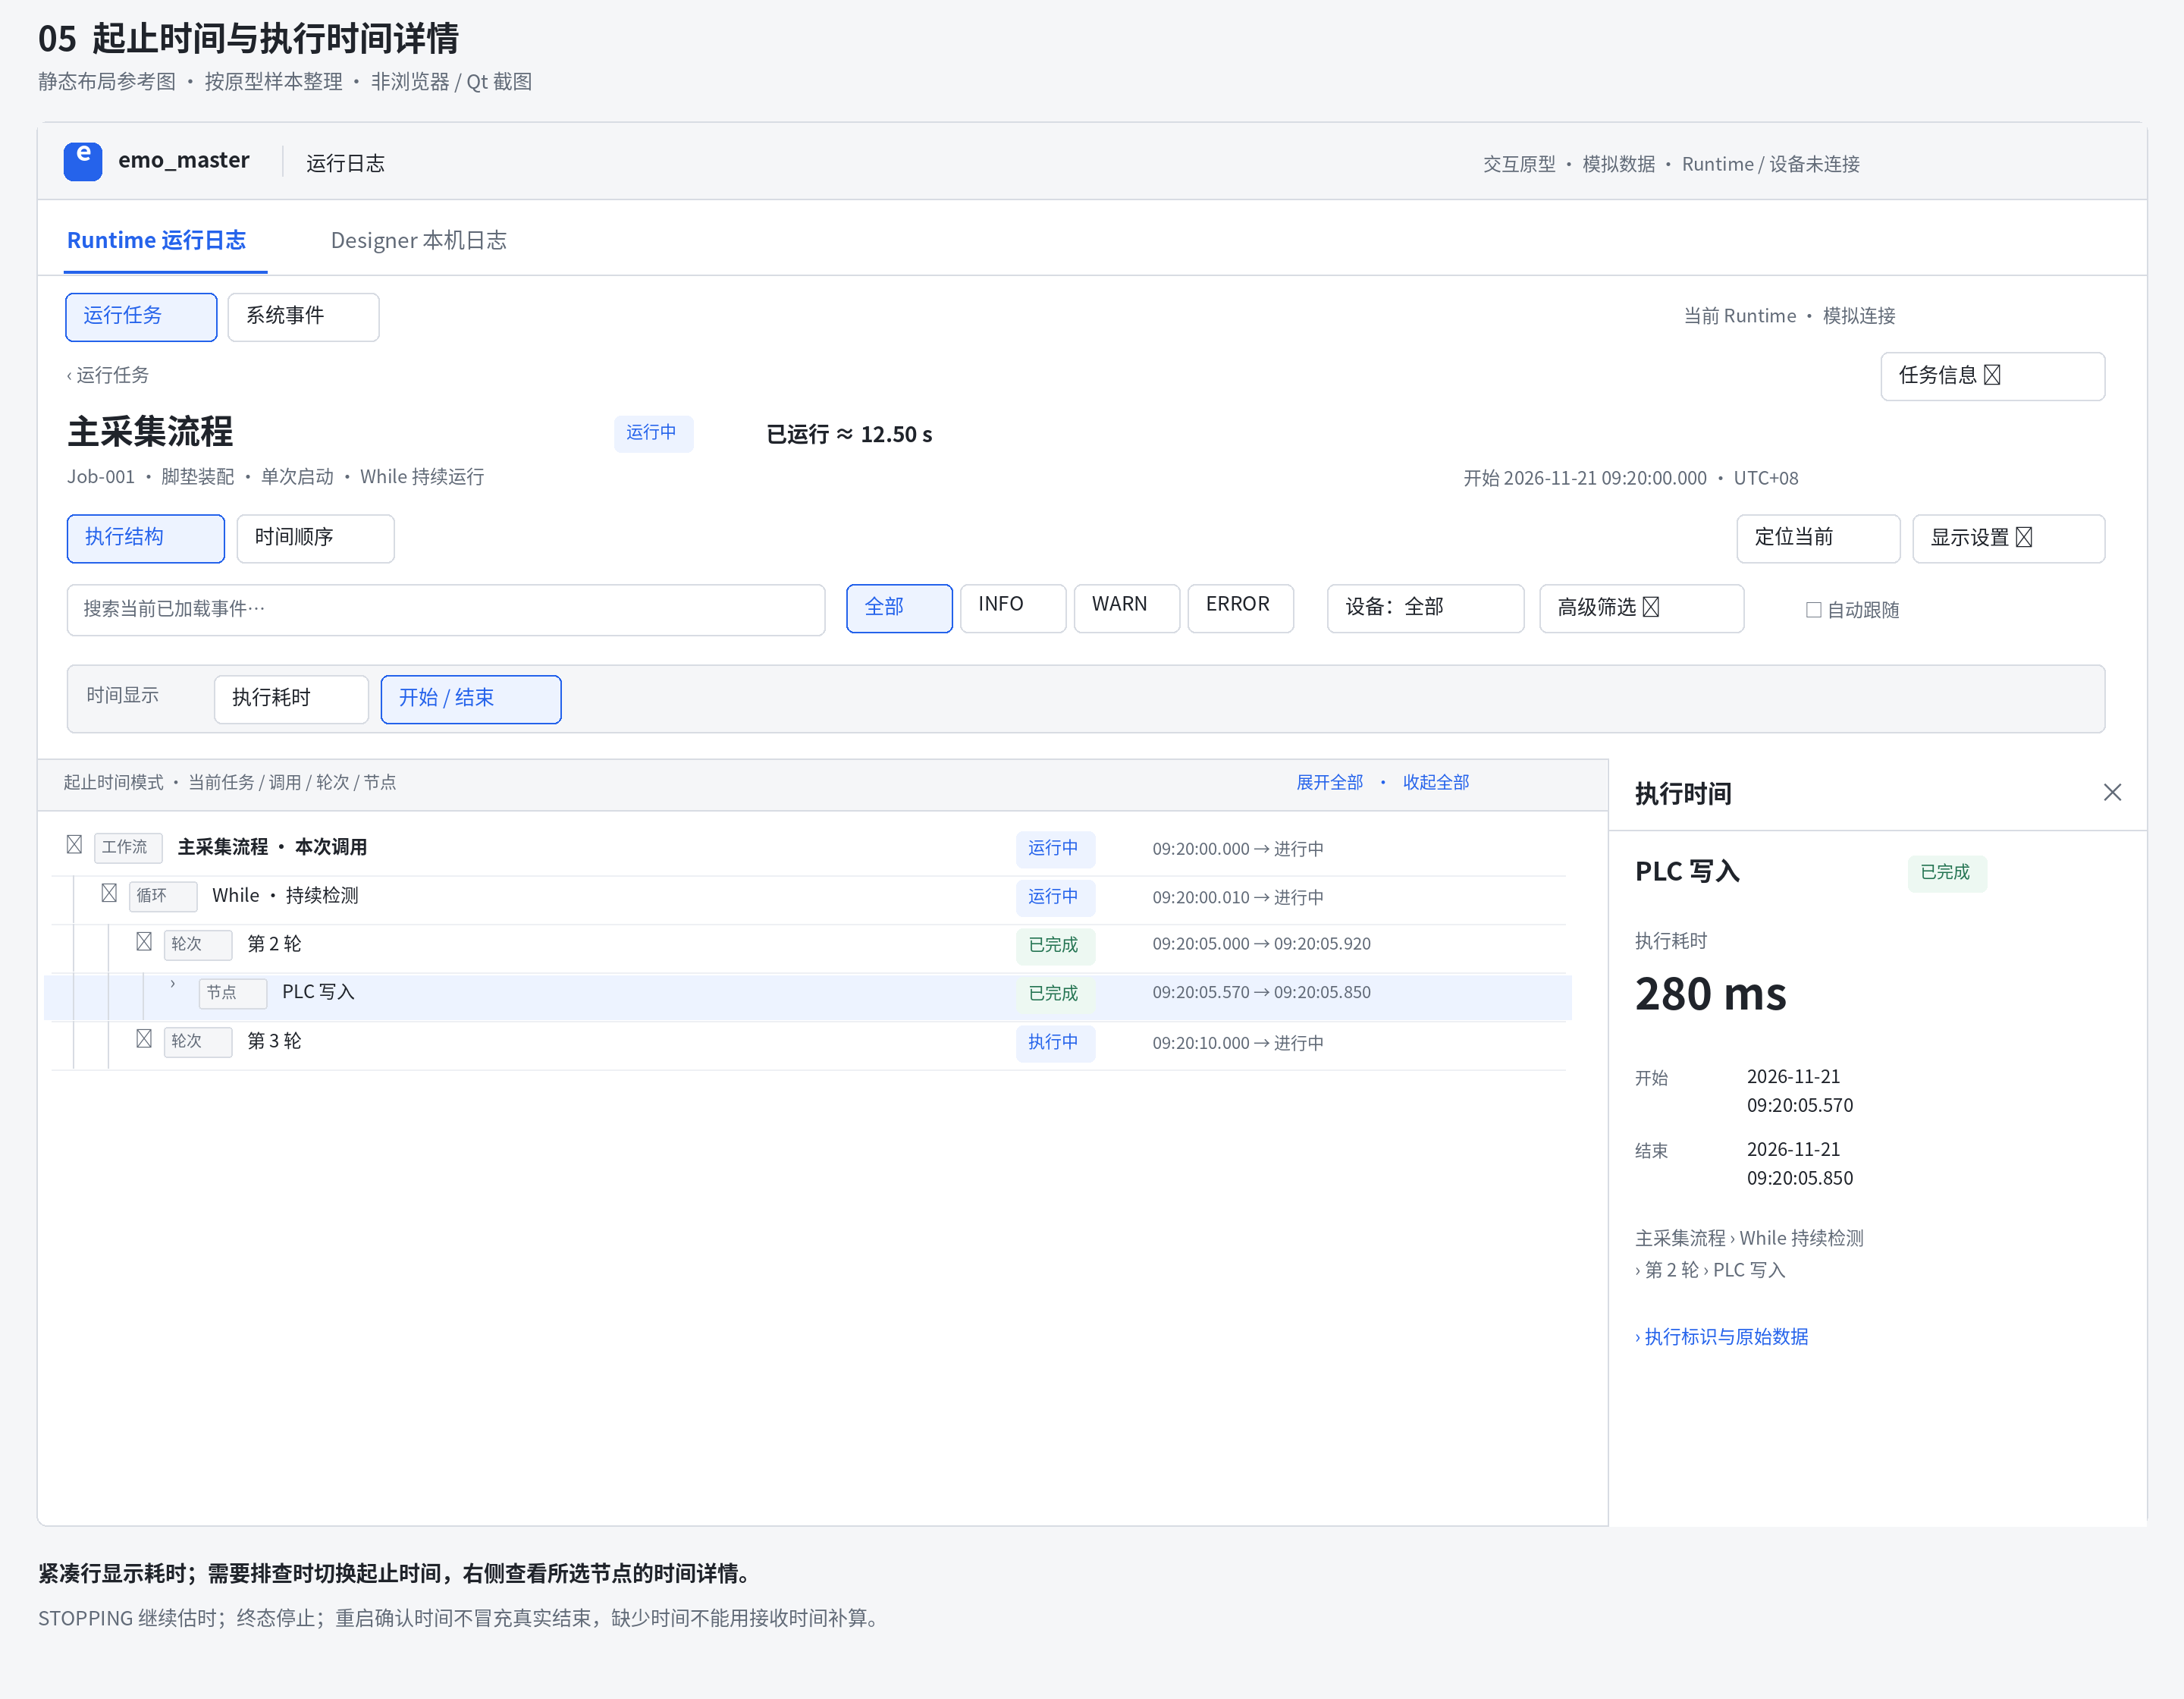 05 起止时间与执行时间详情
静态布局参考图 • 按原型样本整理 • 非浏览器 / Qt 截图
e emo_master 运行日志 交互原型 • 模拟数据 • Runtime / 设备未连接
Runtime 运行日志 Designer 本机日志
运行任务 系统事件 当前 Runtime • 模拟连接
‹ 运行任务 任务信息
主采集流程 运行中 已运行 ≈ 12.50 s
Job-001 • 脚垫装配 • 单次启动 • While 持续运行 开始 2026-11-21 09:20:00.000 • UTC+08
执行结构 时间顺序 定位当前 显示设置
搜索当前已加载事件… 全部 INFO WARN ERROR 设备：全部 高级筛选 □ 自动跟随
时间显示 执行耗时 开始 / 结束
起止时间模式 • 当前任务 / 调用 / 轮次 / 节点 展开全部 • 收起全部
工作流 主采集流程 • 本次调用 运行中 09:20:00.000 → 进行中
循环 While • 持续检测 运行中 09:20:00.010 → 进行中
轮次 第 2 轮 已完成 09:20:05.000 → 09:20:05.920
› 节点 PLC 写入 已完成 09:20:05.570 → 09:20:05.850
轮次 第 3 轮 执行中 09:20:10.000 → 进行中
执行时间 ×
PLC 写入 已完成
执行耗时
280 ms
开始 2026-11-21
09:20:05.570
结束 2026-11-21
09:20:05.850
主采集流程 › While 持续检测
› 第 2 轮 › PLC 写入
› 执行标识与原始数据
紧凑行显示耗时；需要排查时切换起止时间，右侧查看所选节点的时间详情。
STOPPING 继续估时；终态停止；重启确认时间不冒充真实结束，缺少时间不能用接收时间补算。